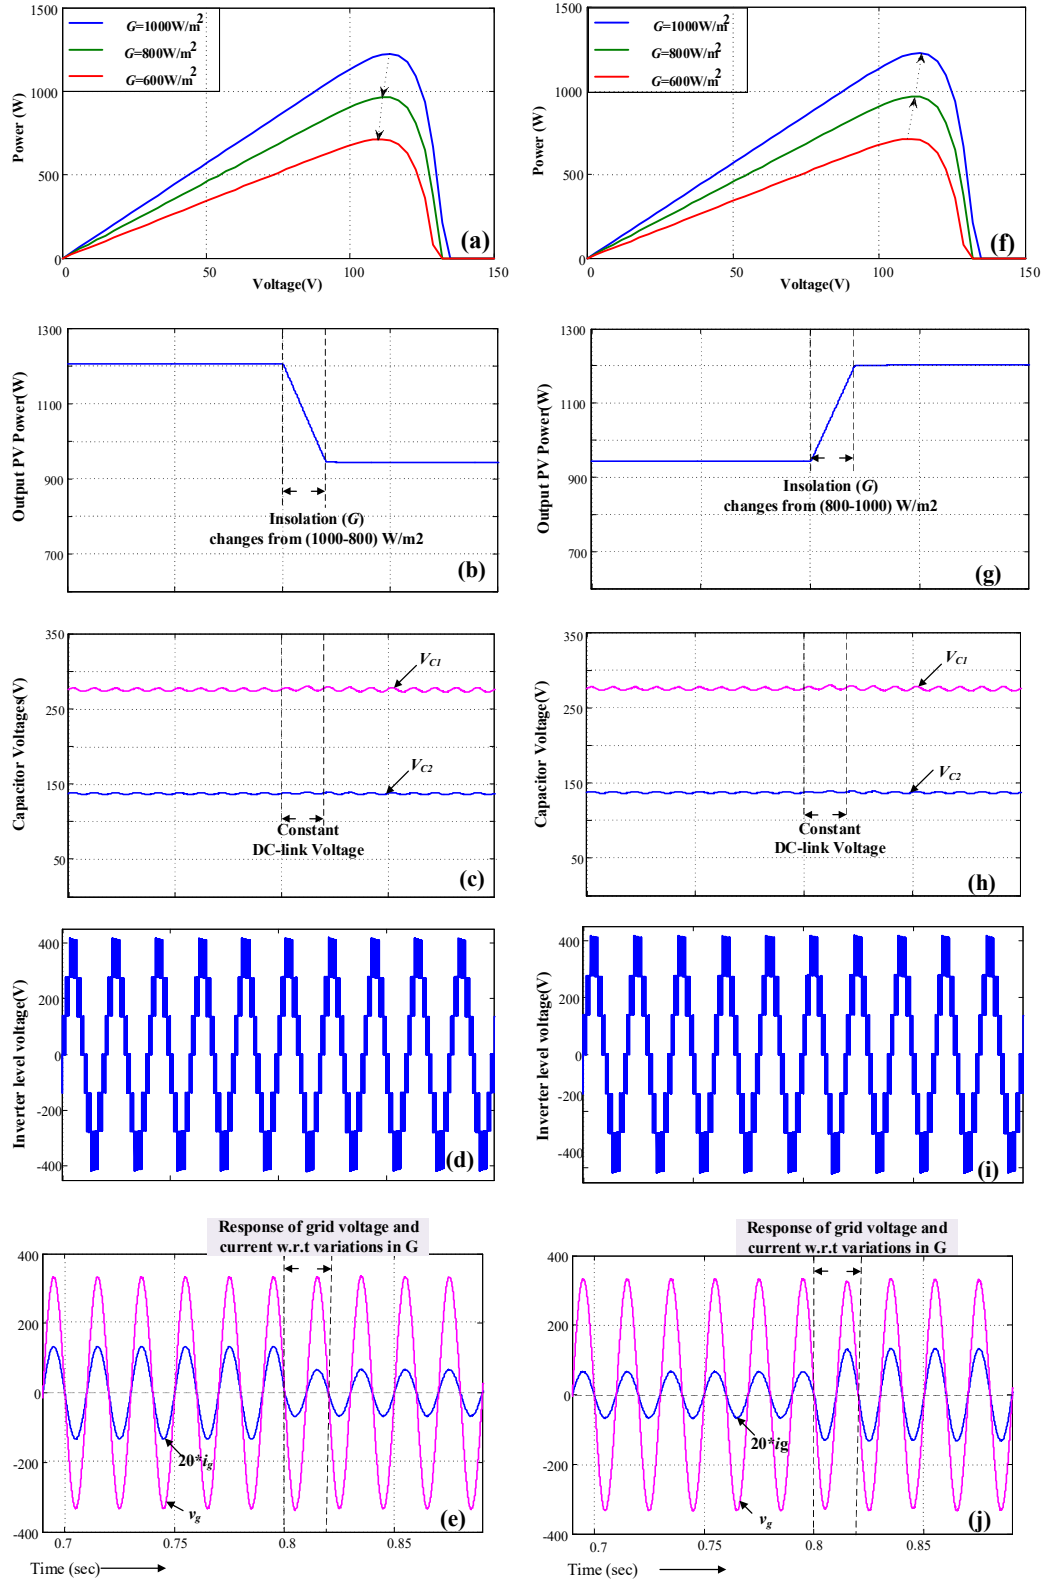 G=1000W/m²
G=800W/m²
G=600W/m²
1500
1000
500
0
Power (W)
0 50 100 150
Voltage(V)
(a)
G=1000W/m²
G=800W/m²
G=600W/m²
1500
1000
500
0
Power (W)
0 50 100 150
Voltage(V)
(f)
1300
1100
900
700
Output PV Power(W)
Insolation (G)
changes from (1000-800) W/m2
(b)
1300
1100
900
700
Output PV Power(W)
Insolation (G)
changes from (800-1000) W/m2
(g)
350
250
150
50
Capacitor Voltages(V)
VC1
VC2
Constant
DC-link Voltage
(c)
350
250
150
50
Capacitor Voltage(V)
VC1
VC2
Constant
DC-link Voltage
(h)
400
200
0
-200
-400
Inverter level voltage(V)
(d)
400
200
0
-200
-400
Inverter level voltage(V)
(i)
Response of grid voltage and
current w.r.t variations in G
400
200
0
-200
-400
20*ig
vg
(e)
0.7 0.75 0.8 0.85
Time (sec)
Response of grid voltage and
current w.r.t variations in G
400
200
0
-200
-400
20*ig
vg
(j)
0.7 0.75 0.8 0.85
Time (sec)